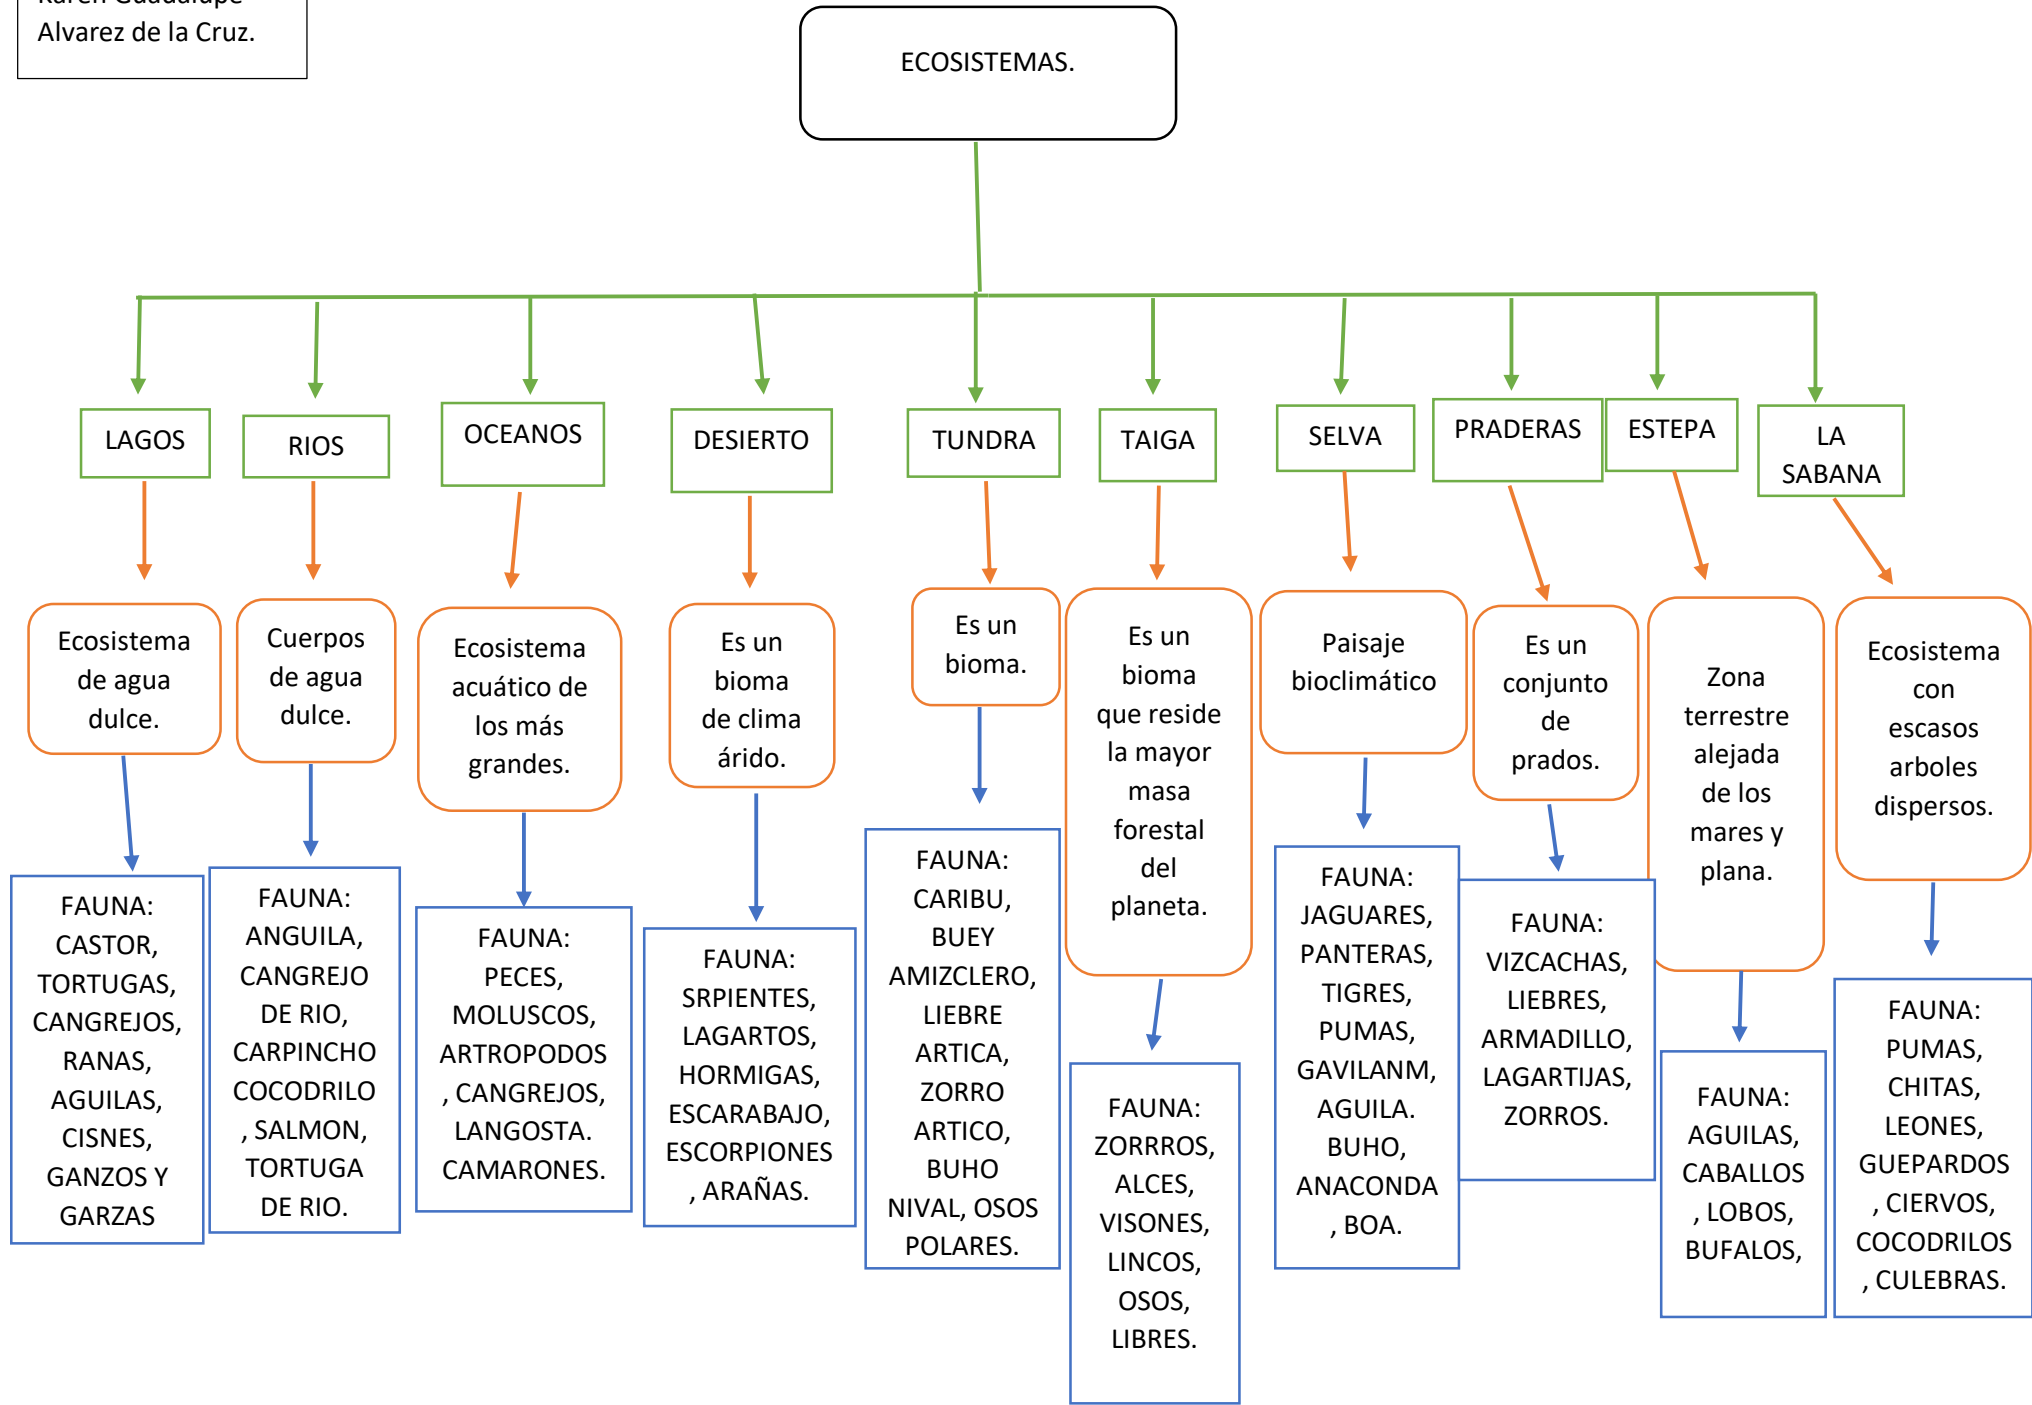 Karen Guadalupe
Alvarez de la Cruz.
ECOSISTEMAS.
LAGOS
RIOS
OCEANOS
DESIERTO
TUNDRA
TAIGA
SELVA
PRADERAS
ESTEPA
LA
SABANA
Ecosistema
de agua
dulce.
Cuerpos
de agua
dulce.
Ecosistema
acuático de
los más
grandes.
Es un
bioma
de clima
árido.
Es un
bioma.
Es un
bioma
que reside
la mayor
masa
forestal
del
planeta.
Paisaje
bioclimático
Es un
conjunto
de
prados.
Zona
terrestre
alejada
de los
mares y
plana.
Ecosistema
con
escasos
arboles
dispersos.
FAUNA:
CASTOR,
TORTUGAS,
CANGREJOS,
RANAS,
AGUILAS,
CISNES,
GANZOS Y
GARZAS
FAUNA:
ANGUILA,
CANGREJO
DE RIO,
CARPINCHO
COCODRILO
, SALMON,
TORTUGA
DE RIO.
FAUNA:
PECES,
MOLUSCOS,
ARTROPODOS
, CANGREJOS,
LANGOSTA.
CAMARONES.
FAUNA:
SRPIENTES,
LAGARTOS,
HORMIGAS,
ESCARABAJO,
ESCORPIONES
, ARAÑAS.
FAUNA:
CARIBU,
BUEY
AMIZCLERO,
LIEBRE
ARTICA,
ZORRO
ARTICO,
BUHO
NIVAL, OSOS
POLARES.
FAUNA:
ZORRROS,
ALCES,
VISONES,
LINCOS,
OSOS,
LIBRES.
FAUNA:
JAGUARES,
PANTERAS,
TIGRES,
PUMAS,
GAVILANM,
AGUILA.
BUHO,
ANACONDA
, BOA.
FAUNA:
VIZCACHAS,
LIEBRES,
ARMADILLO,
LAGARTIJAS,
ZORROS.
FAUNA:
AGUILAS,
CABALLOS
, LOBOS,
BUFALOS,
FAUNA:
PUMAS,
CHITAS,
LEONES,
GUEPARDOS
, CIERVOS,
COCODRILOS
, CULEBRAS.